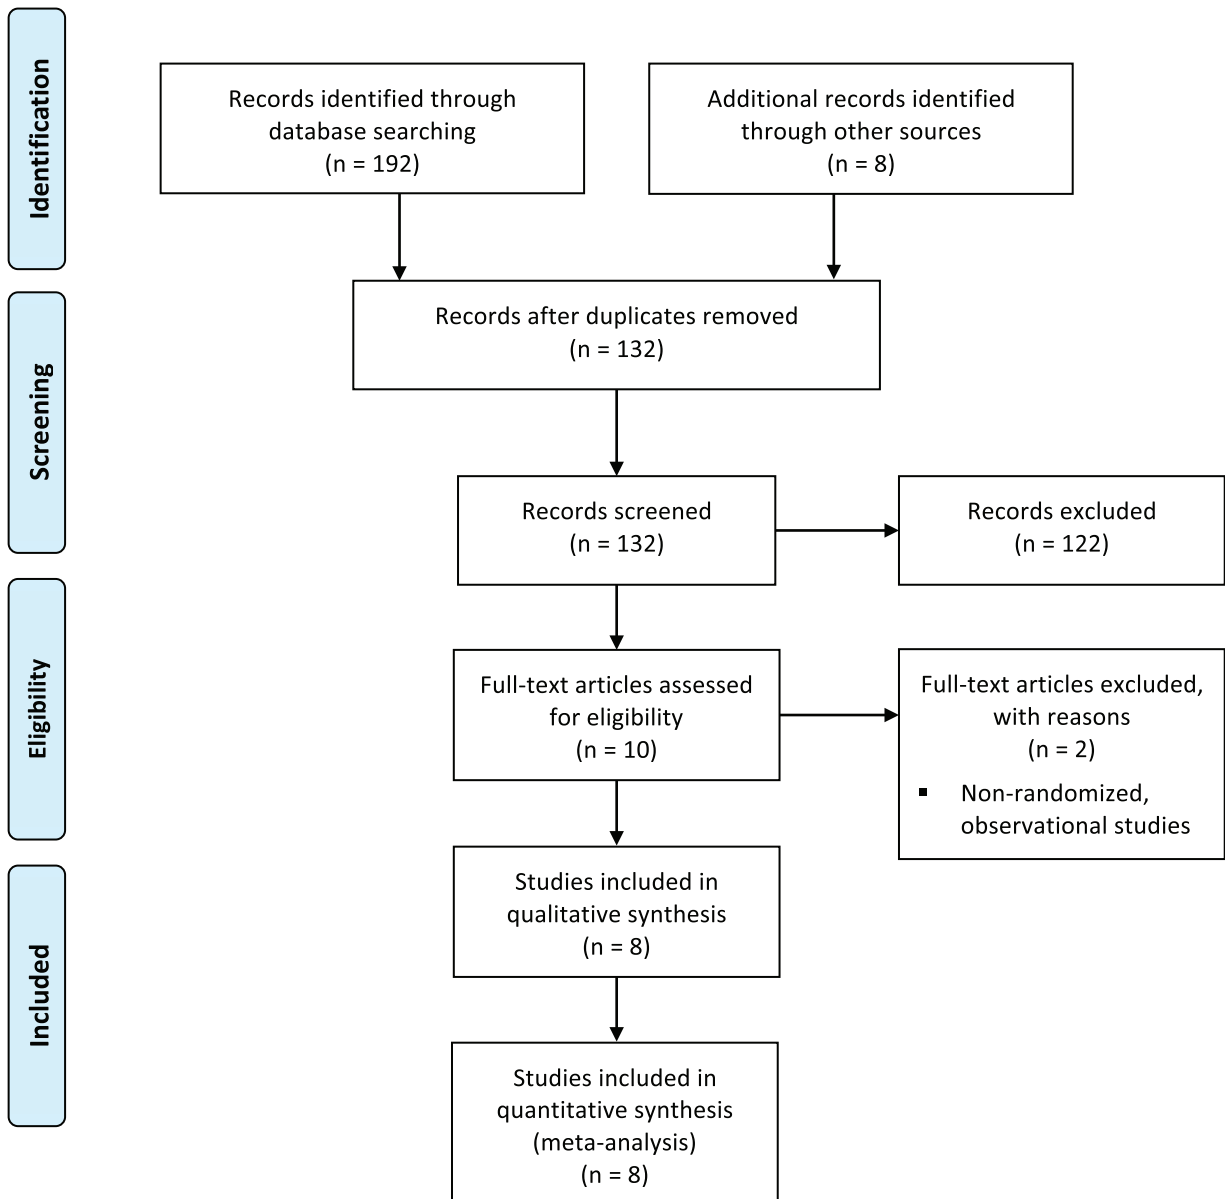 Identification
Records identified through
database searching
(n = 192)
Additional records identified
through other sources
(n = 8)
Screening
Records after duplicates removed
(n = 132)
Records screened
(n = 132)
Records excluded
(n = 122)
Eligibility
Full-text articles assessed
for eligibility
(n = 10)
Full-text articles excluded,
with reasons
(n = 2)
▪ Non-randomized,
observational studies
Included
Studies included in
qualitative synthesis
(n = 8)
Studies included in
quantitative synthesis
(meta-analysis)
(n = 8)